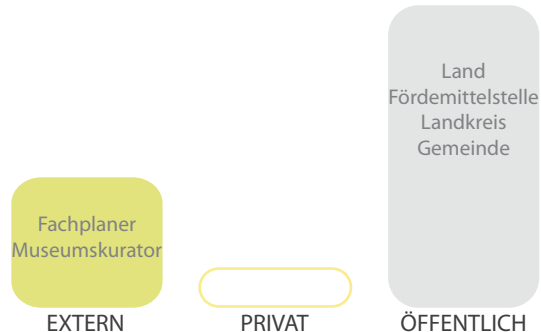 Land
Fördemittelstelle
Landkreis
Gemeinde
Fachplaner
Museumskurator
EXTERN
PRIVAT
ÖFFENTLICH